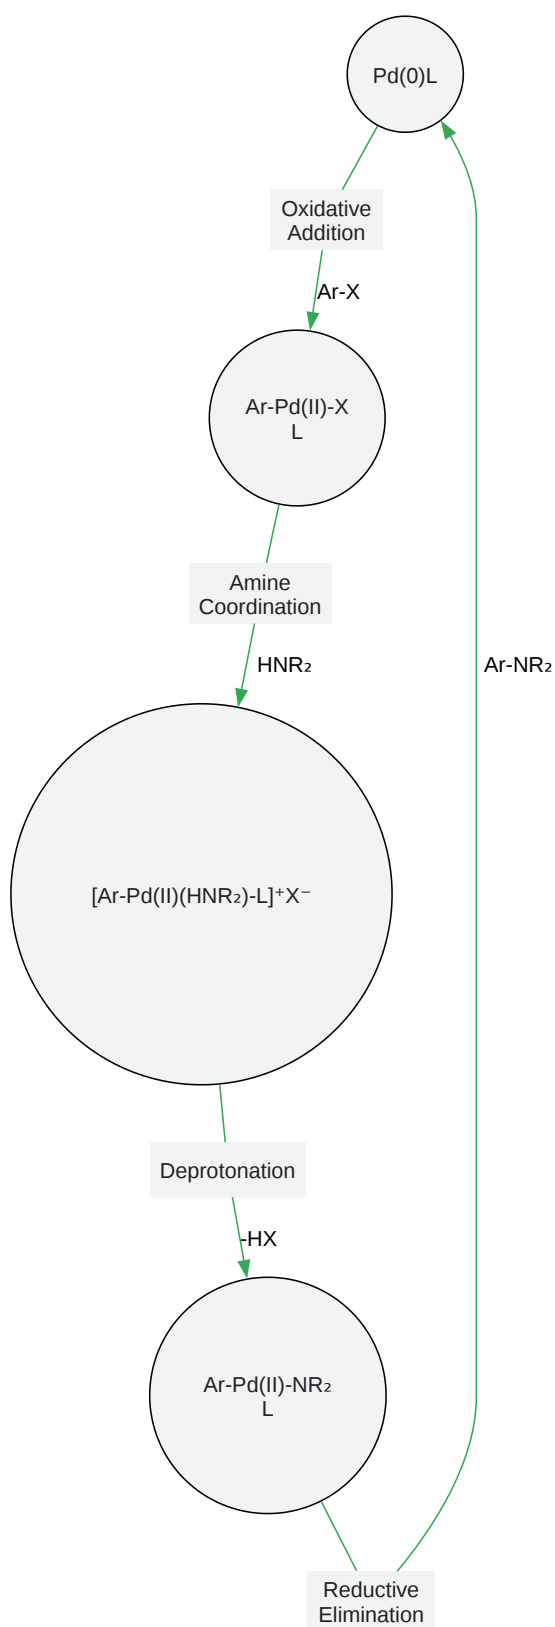 Pd(0)L
Oxidative
Addition
Ar-X
Ar-Pd(II)-X
L
Amine
Coordination
HNR₂
Ar-NR₂
[Ar-Pd(II)(HNR₂)-L]⁺X⁻
Deprotonation
-HX
Ar-Pd(II)-NR₂
L
Reductive
Elimination